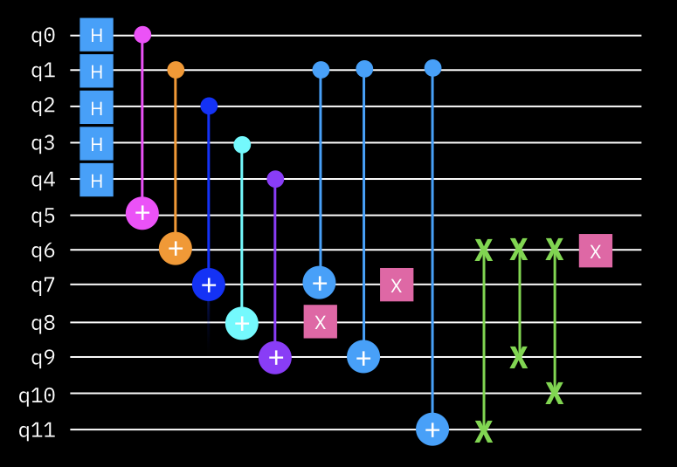 q0 H
q1 H
q2 H
q3 H
q4 H
q5 +
q6 + X X X X
q7 + + X
q8 + X
q9 + + X
q10 X
q11 + X